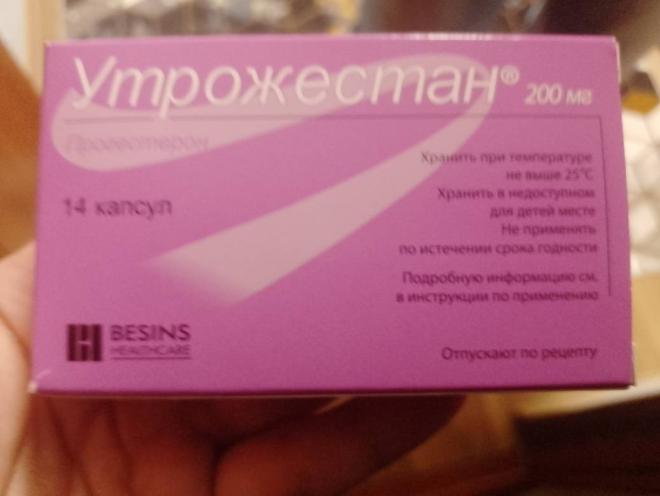 Утрожестан® 200 мг
Прогестерон
14 капсул
Хранить при температуре
не выше 25°C
Хранить в недоступном
для детей месте
Не применять
по истечении срока годности
Подробную информацию см.
в инструкции по применению
BESINS
HEALTHCARE
Отпускают по рецепту